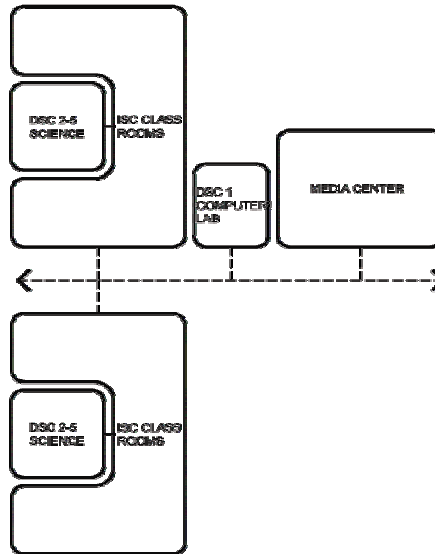 DSC 2-5
SCIENCE
ISC CLASS
ROOMS
DSC 1
COMPUTER
LAB
MEDIA CENTER
DSC 2-5
SCIENCE
ISC CLASS
ROOMS